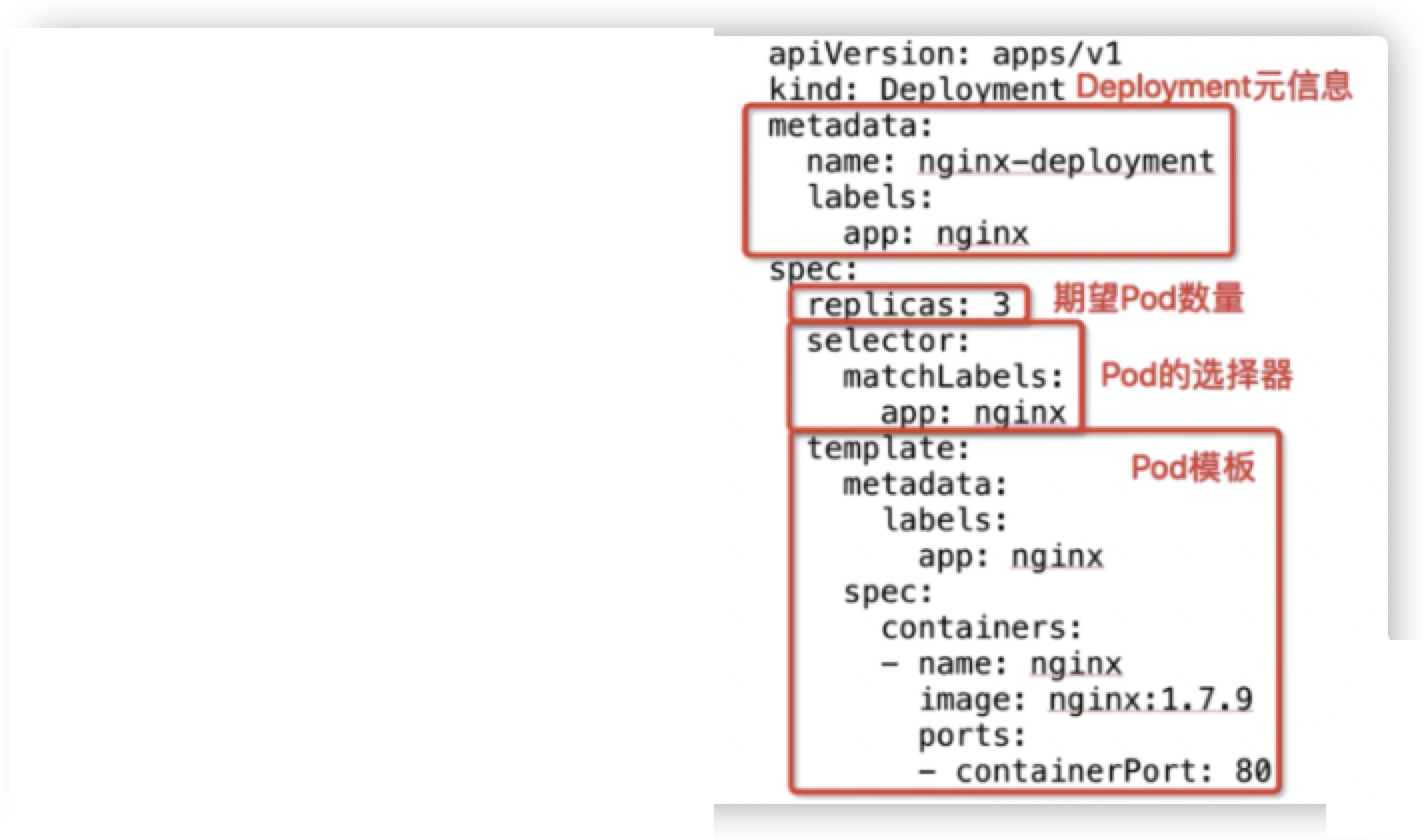 apiVersion: apps/v1
kind: Deployment Deployment元信息
metadata:
  name: nginx-deployment
  labels:
    app: nginx
spec:
  replicas: 3 期望Pod数量
  selector:
    matchLabels: Pod的选择器
      app: nginx
  template: Pod模板
    metadata:
      labels:
        app: nginx
    spec:
      containers:
      - name: nginx
        image: nginx:1.7.9
        ports:
        - containerPort: 80